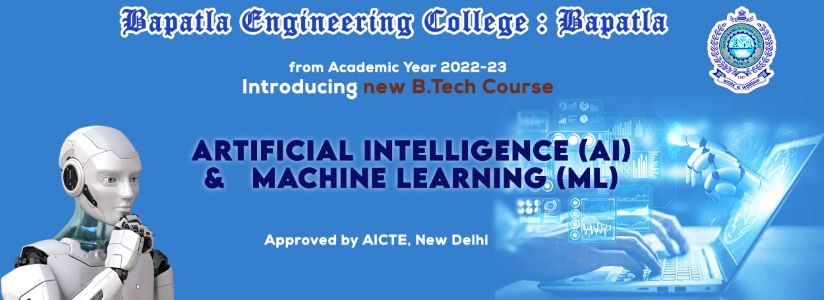 Bapatla Engineering College : Bapatla
from Academic Year 2022-23
Introducing new B.Tech Course
ARTIFICIAL INTELLIGENCE (AI)
& MACHINE LEARNING (ML)
Approved by AICTE, New Delhi